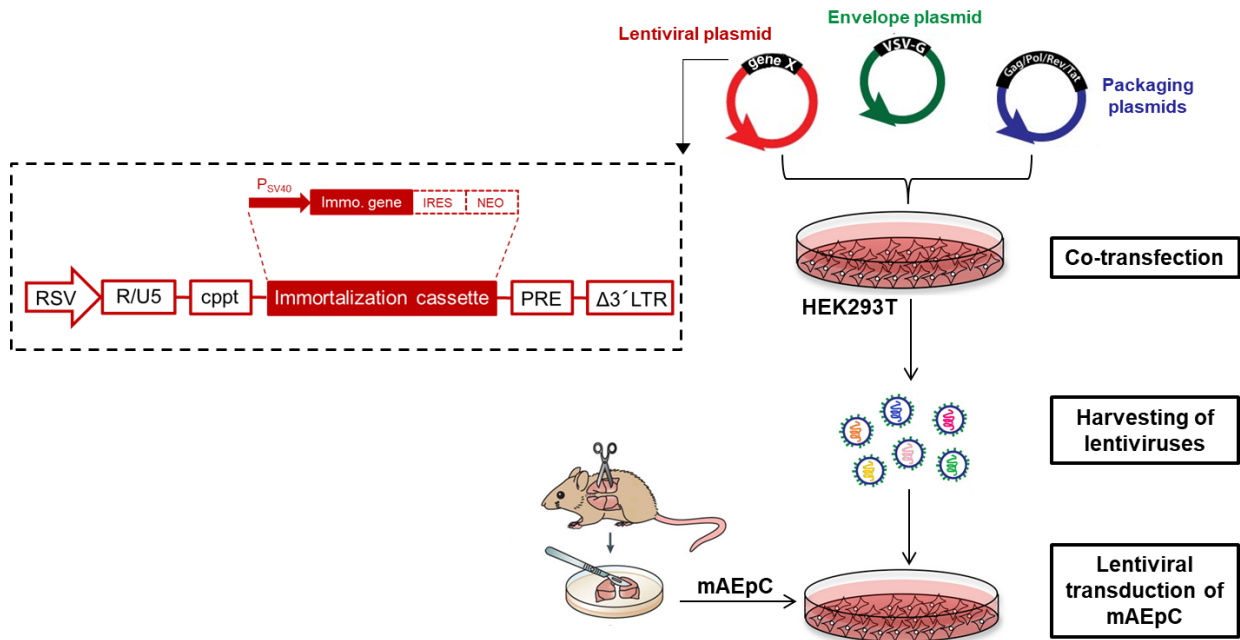 Envelope plasmid
Lentiviral plasmid
gene X
VSV-G
Gag/Pol/Rev/Tat
Packaging
plasmids
PSV40
Immo. gene
IRES
NEO
RSV
R/U5
cppt
Immortalization cassette
PRE
Δ3´LTR
Co-transfection
HEK293T
Harvesting of
lentiviruses
mAEpC
Lentiviral
transduction of
mAEpC